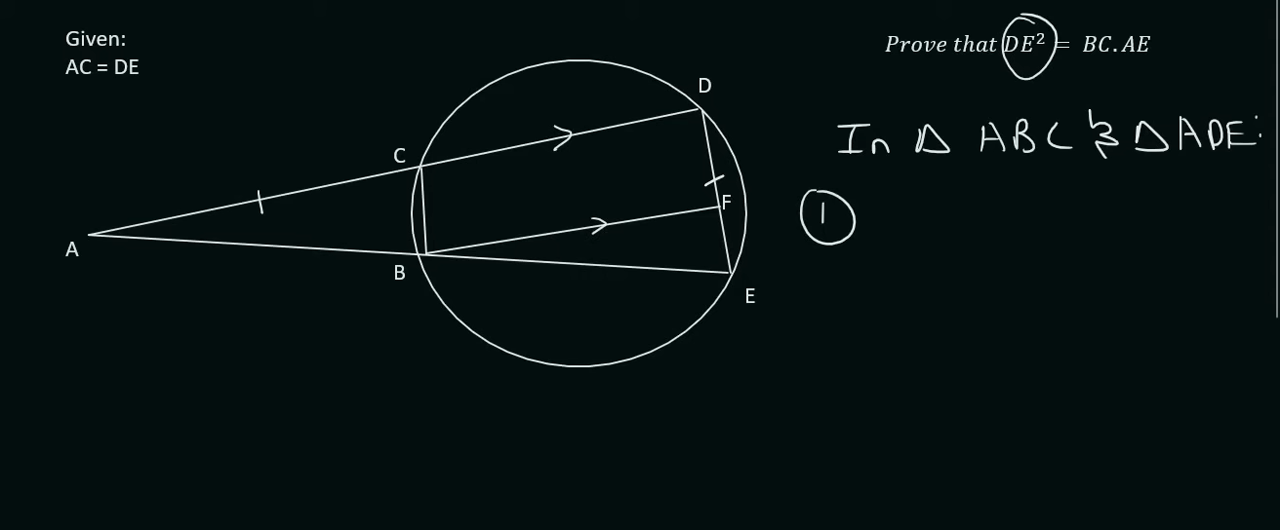 Given:
AC = DE
Prove that DE² = BC.AE
In Δ ABC & Δ ADE:
①
D
C
F
A
B
E